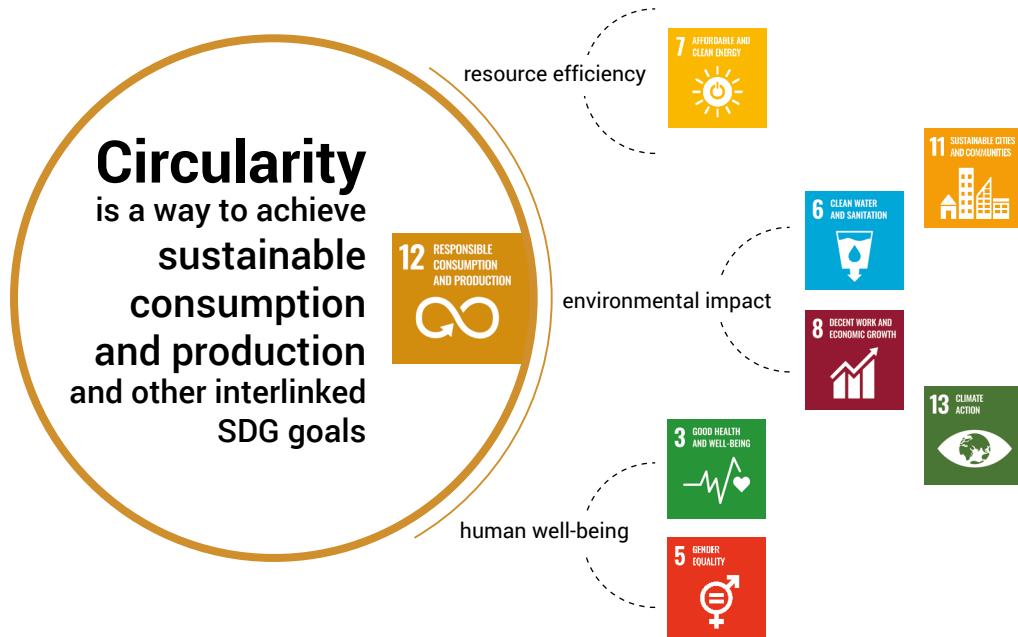 Circularity
is a way to achieve
sustainable
consumption
and production
and other interlinked
SDG goals
12 RESPONSIBLE
CONSUMPTION
AND PRODUCTION
resource efficiency
7 AFFORDABLE AND
CLEAN ENERGY
11 SUSTAINABLE CITIES
AND COMMUNITIES
environmental impact
6 CLEAN WATER
AND SANITATION
8 DECENT WORK AND
ECONOMIC GROWTH
13 CLIMATE
ACTION
human well-being
3 GOOD HEALTH
AND WELL-BEING
5 GENDER
EQUALITY